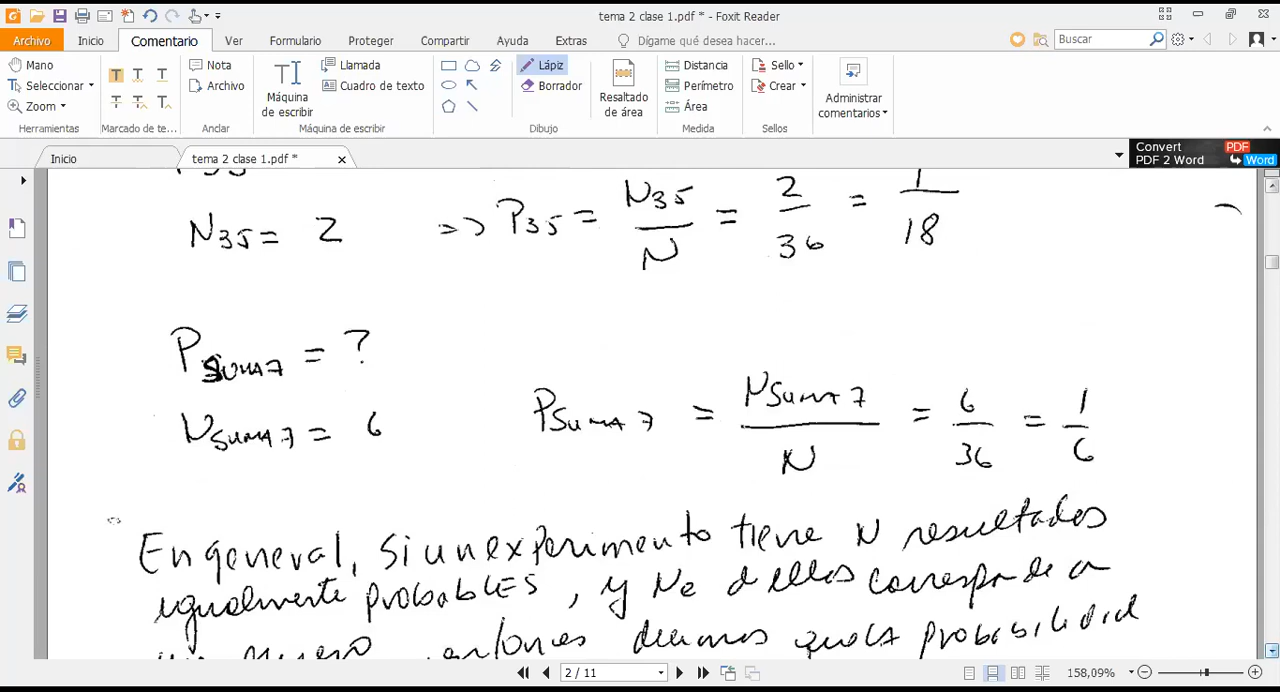 tema 2 clase 1.pdf * - Foxit Reader
Archivo Inicio Comentario Ver Formulario Proteger Compartir Ayuda Extras Dígame qué desea hacer... Buscar
Mano Nota Llamada Lápiz Distancia Sello
Seleccionar Archivo Cuadro de texto Borrador Perímetro Crear
Zoom Máquina de escribir Resaltado de área Área Administrar comentarios
Herramientas Marcado de te... Anclar Máquina de escribir Dibujo Medida Sellos
Inicio tema 2 clase 1.pdf * Convert PDF
PDF 2 Word Word
N35 = 2 => P35 = N35/N = 2/36 = 1/18
PSUMA7 = ?
NSUMA7 = 6 PSUMA7 = NSUMA7/N = 6/36 = 1/6
En general, si un experimento tiene N resultados
igualmente probables, y Ne de ellos corresponde a
entonces decimos que la probabilidad
2 / 11 158,09%